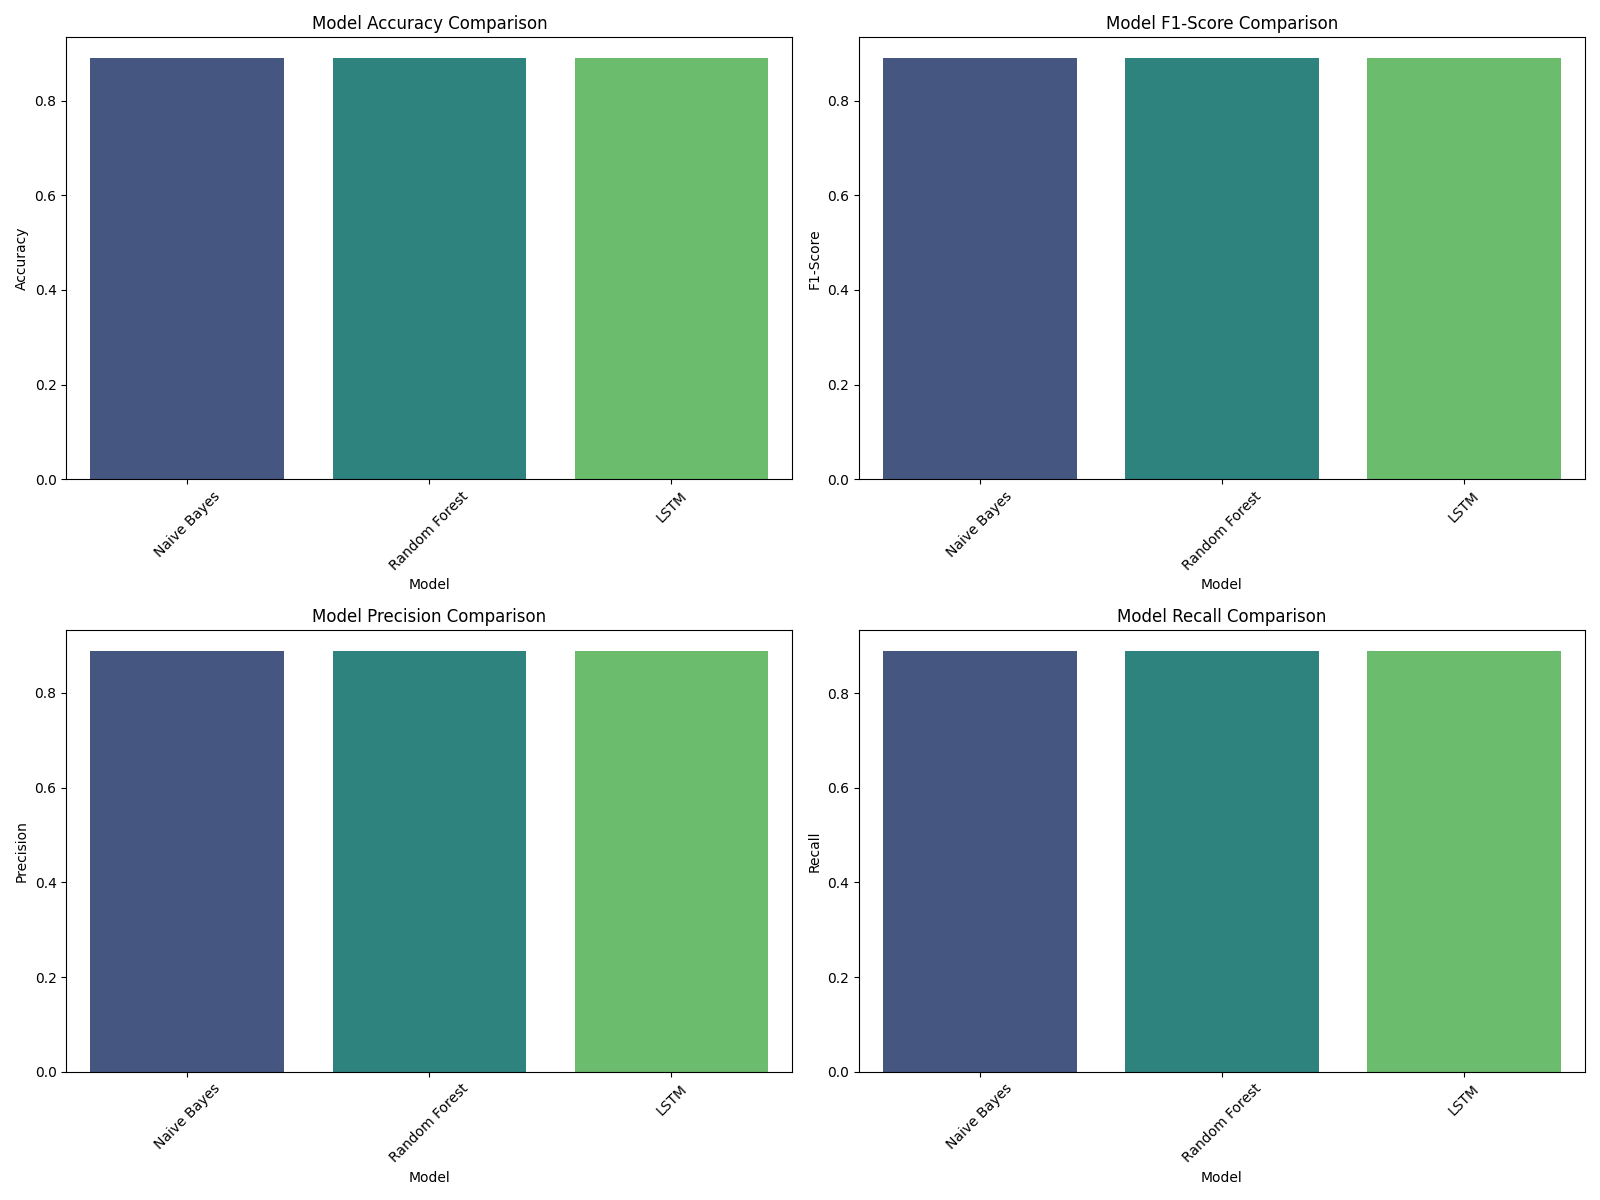 Model Accuracy Comparison
Accuracy
0.8
0.6
0.4
0.2
0.0
Naive Bayes
Random Forest
LSTM
Model
Model F1-Score Comparison
F1-Score
0.8
0.6
0.4
0.2
0.0
Naive Bayes
Random Forest
LSTM
Model
Model Precision Comparison
Precision
0.8
0.6
0.4
0.2
0.0
Naive Bayes
Random Forest
LSTM
Model
Model Recall Comparison
Recall
0.8
0.6
0.4
0.2
0.0
Naive Bayes
Random Forest
LSTM
Model